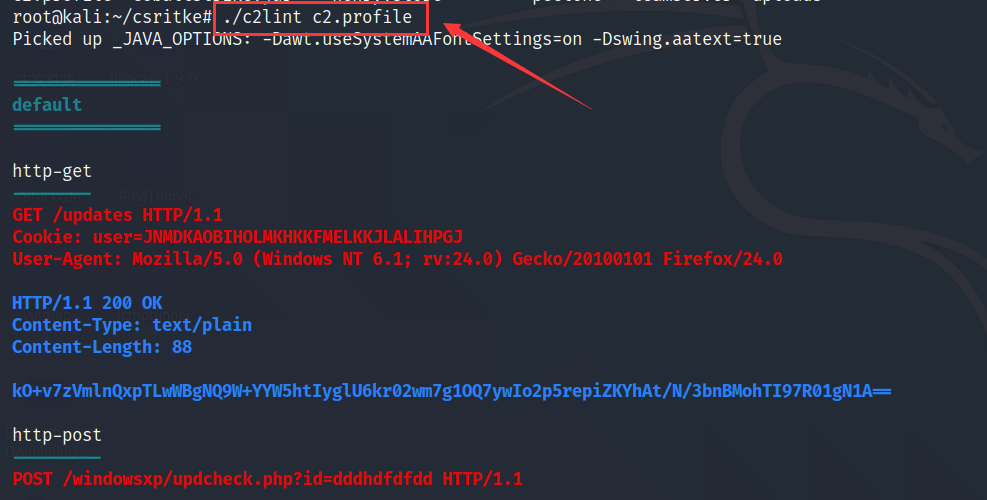 root@kali:~/csritke# ./c2lint c2.profile
Picked up _JAVA_OPTIONS: -Dawt.useSystemAAFontSettings=on -Dswing.aatext=true
default
http-get
GET /updates HTTP/1.1
Cookie: user=JNMDKAOBIHOLMKHKKFMELKKJLALIHPGJ
User-Agent: Mozilla/5.0 (Windows NT 6.1; rv:24.0) Gecko/20100101 Firefox/24.0
HTTP/1.1 200 OK
Content-Type: text/plain
Content-Length: 88
kO+v7zVmlnQxpTLwWBgNQ9W+YYW5htIyglU6kr02wm7g1OQ7ywIo2p5repiZKYhAt/N/3bnBMohTI97R01gN1A==
http-post
POST /windowsxp/updcheck.php?id=dddhdfdfdd HTTP/1.1